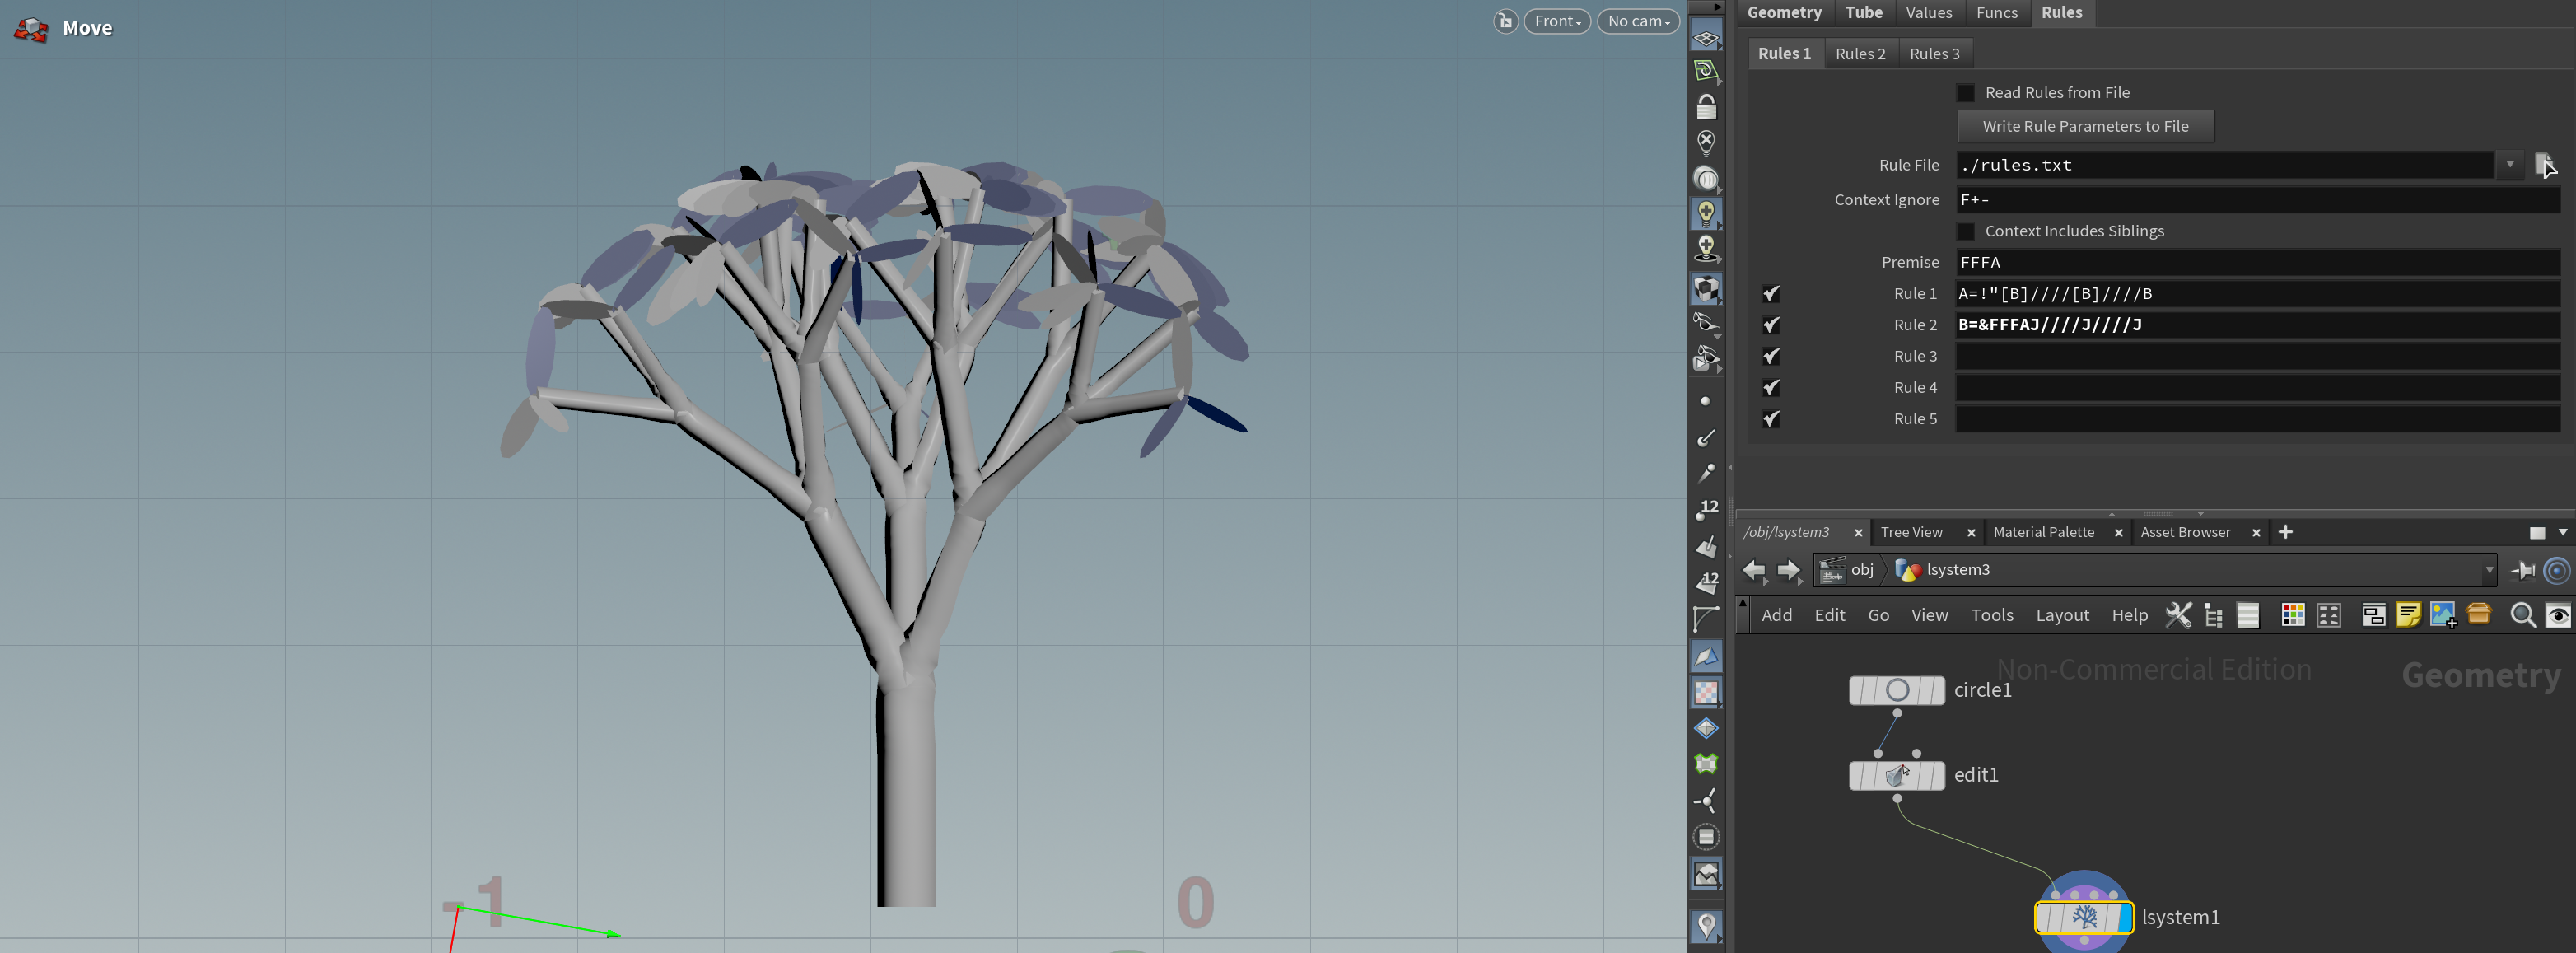 Move
Front
No cam
-1
0
Geometry Tube Values Funcs Rules
Rules 1 Rules 2 Rules 3
Read Rules from File
Write Rule Parameters to File
Rule File ./rules.txt
Context Ignore F+-
Context Includes Siblings
Premise FFFA
Rule 1 A=!"[B]////[B]////B
Rule 2 B=&FFFAJ////J////J
Rule 3
Rule 4
Rule 5
12
12
/obj/lsystem3 Tree View Material Palette Asset Browser
obj lsystem3
Add Edit Go View Tools Layout Help
Non-Commercial Edition
Geometry
circle1
edit1
lsystem1